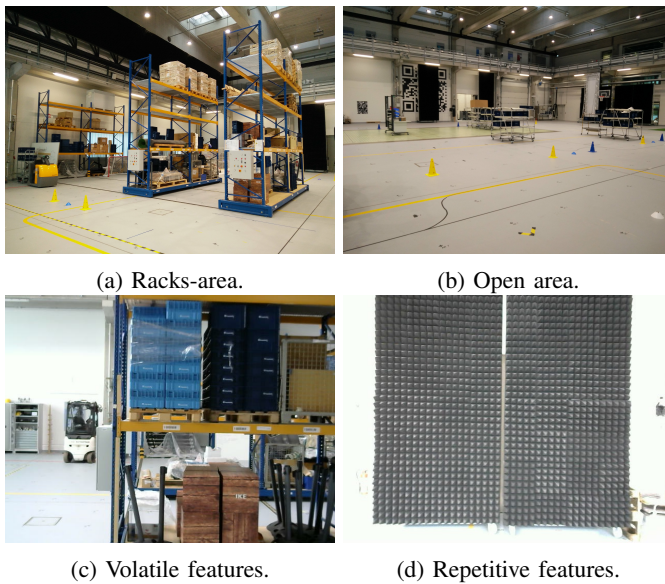 (a) Racks-area.
(b) Open area.
(c) Volatile features.
(d) Repetitive features.